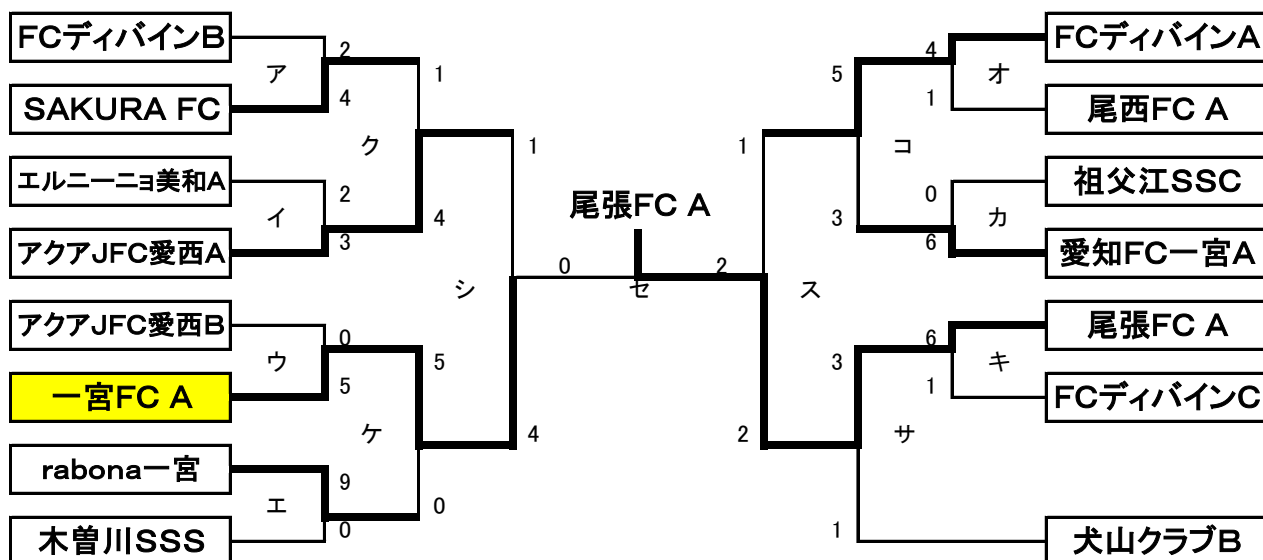 FCディバインB
SAKURA FC
エルニーニョ美和A
アクアJFC愛西A
アクアJFC愛西B
一宮FC A
rabona一宮
木曽川SSS
ア
2
4
イ
2
3
ウ
0
5
エ
9
0
ク
1
4
ケ
5
0
シ
1
4
尾張FC A
0
セ
2
ス
1
2
コ
5
3
サ
3
1
オ
4
1
カ
0
6
キ
6
1
FCディバインA
尾西FC A
祖父江SSC
愛知FC一宮A
尾張FC A
FCディバインC
犬山クラブB